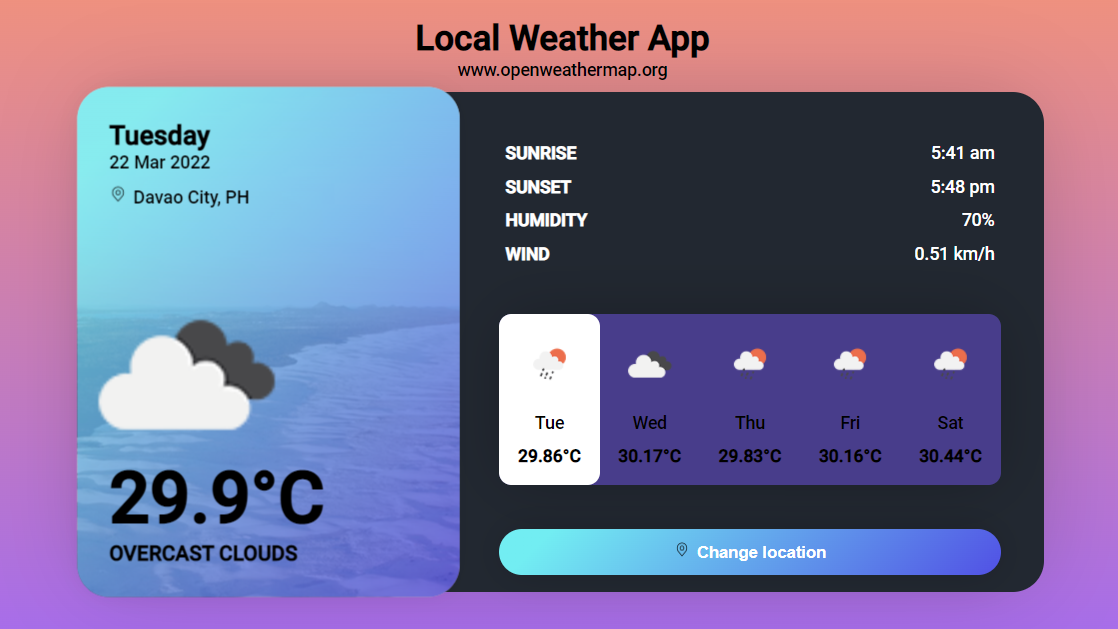 Local Weather App
www.openweathermap.org
Tuesday
22 Mar 2022
Davao City, PH
29.9°C
OVERCAST CLOUDS
SUNRISE 5:41 am
SUNSET 5:48 pm
HUMIDITY 70%
WIND 0.51 km/h
Tue Wed Thu Fri Sat
29.86°C 30.17°C 29.83°C 30.16°C 30.44°C
Change location